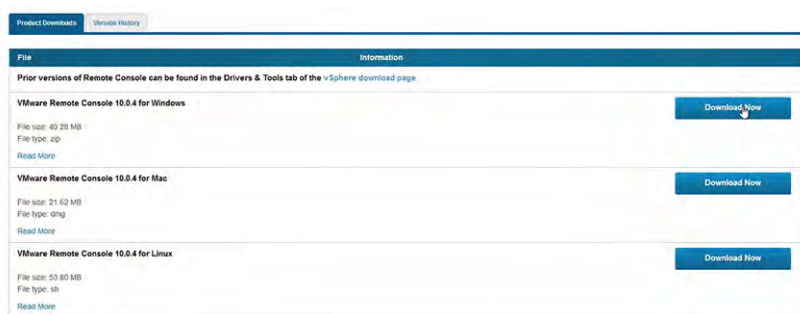 Product Downloads Version History
File Information
Prior versions of Remote Console can be found in the Drivers & Tools tab of the vSphere download page
VMware Remote Console 10.0.4 for Windows Download Now
File size: 40.28 MB
File type: zip
Read More
VMware Remote Console 10.0.4 for Mac Download Now
File size: 21.62 MB
File type: dmg
Read More
VMware Remote Console 10.0.4 for Linux Download Now
File size: 53.80 MB
File type: sh
Read More